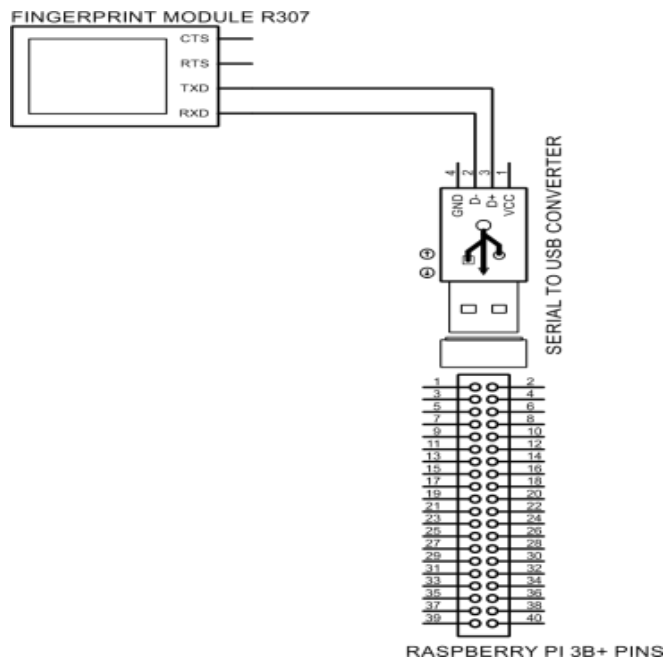 FINGERPRINT MODULE R307
CTS
RTS
TXD
RXD
4 2 3 1
GND D- D+ VCC
SERIAL TO USB CONVERTER
1 2
3 4
5 6
7 8
9 10
11 12
13 14
15 16
17 18
19 20
21 22
23 24
25 26
27 28
29 30
31 32
33 34
35 36
37 38
39 40
RASPBERRY PI 3B+ PINS